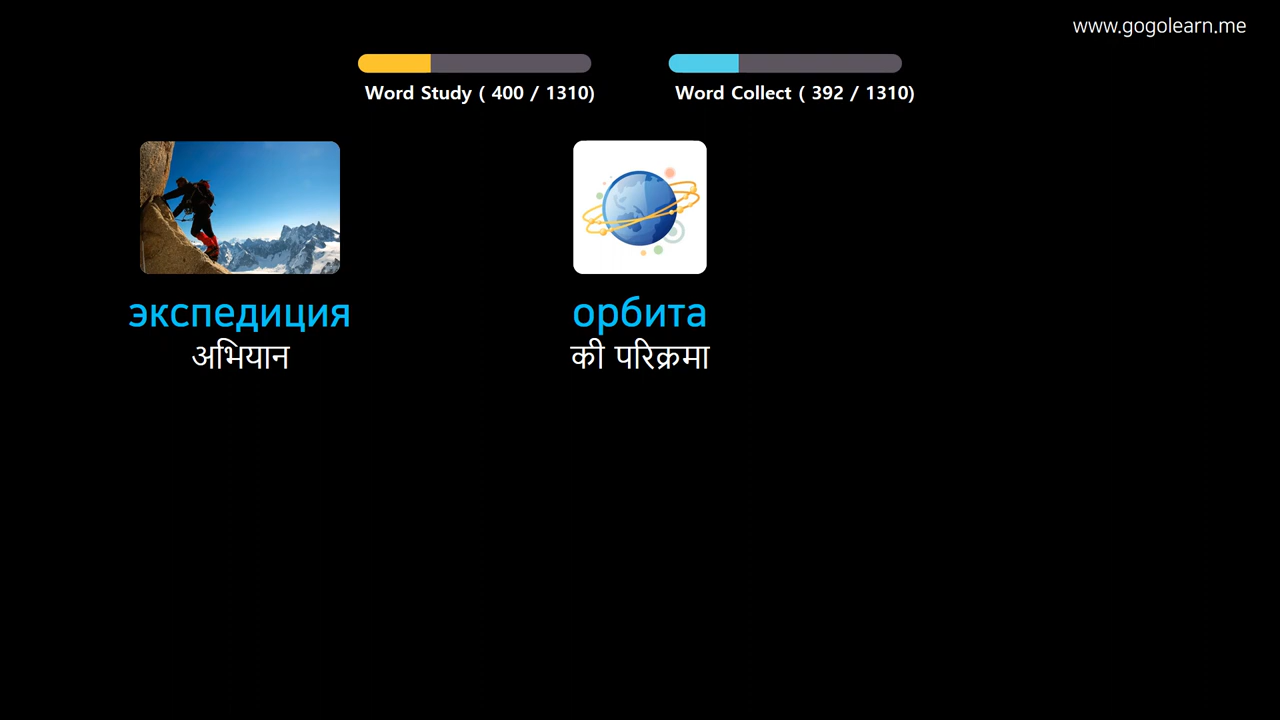 www.gogolearn.me
Word Study ( 400 / 1310)
Word Collect ( 392 / 1310)
экспедиция
अभियान
орбита
की परिक्रमा